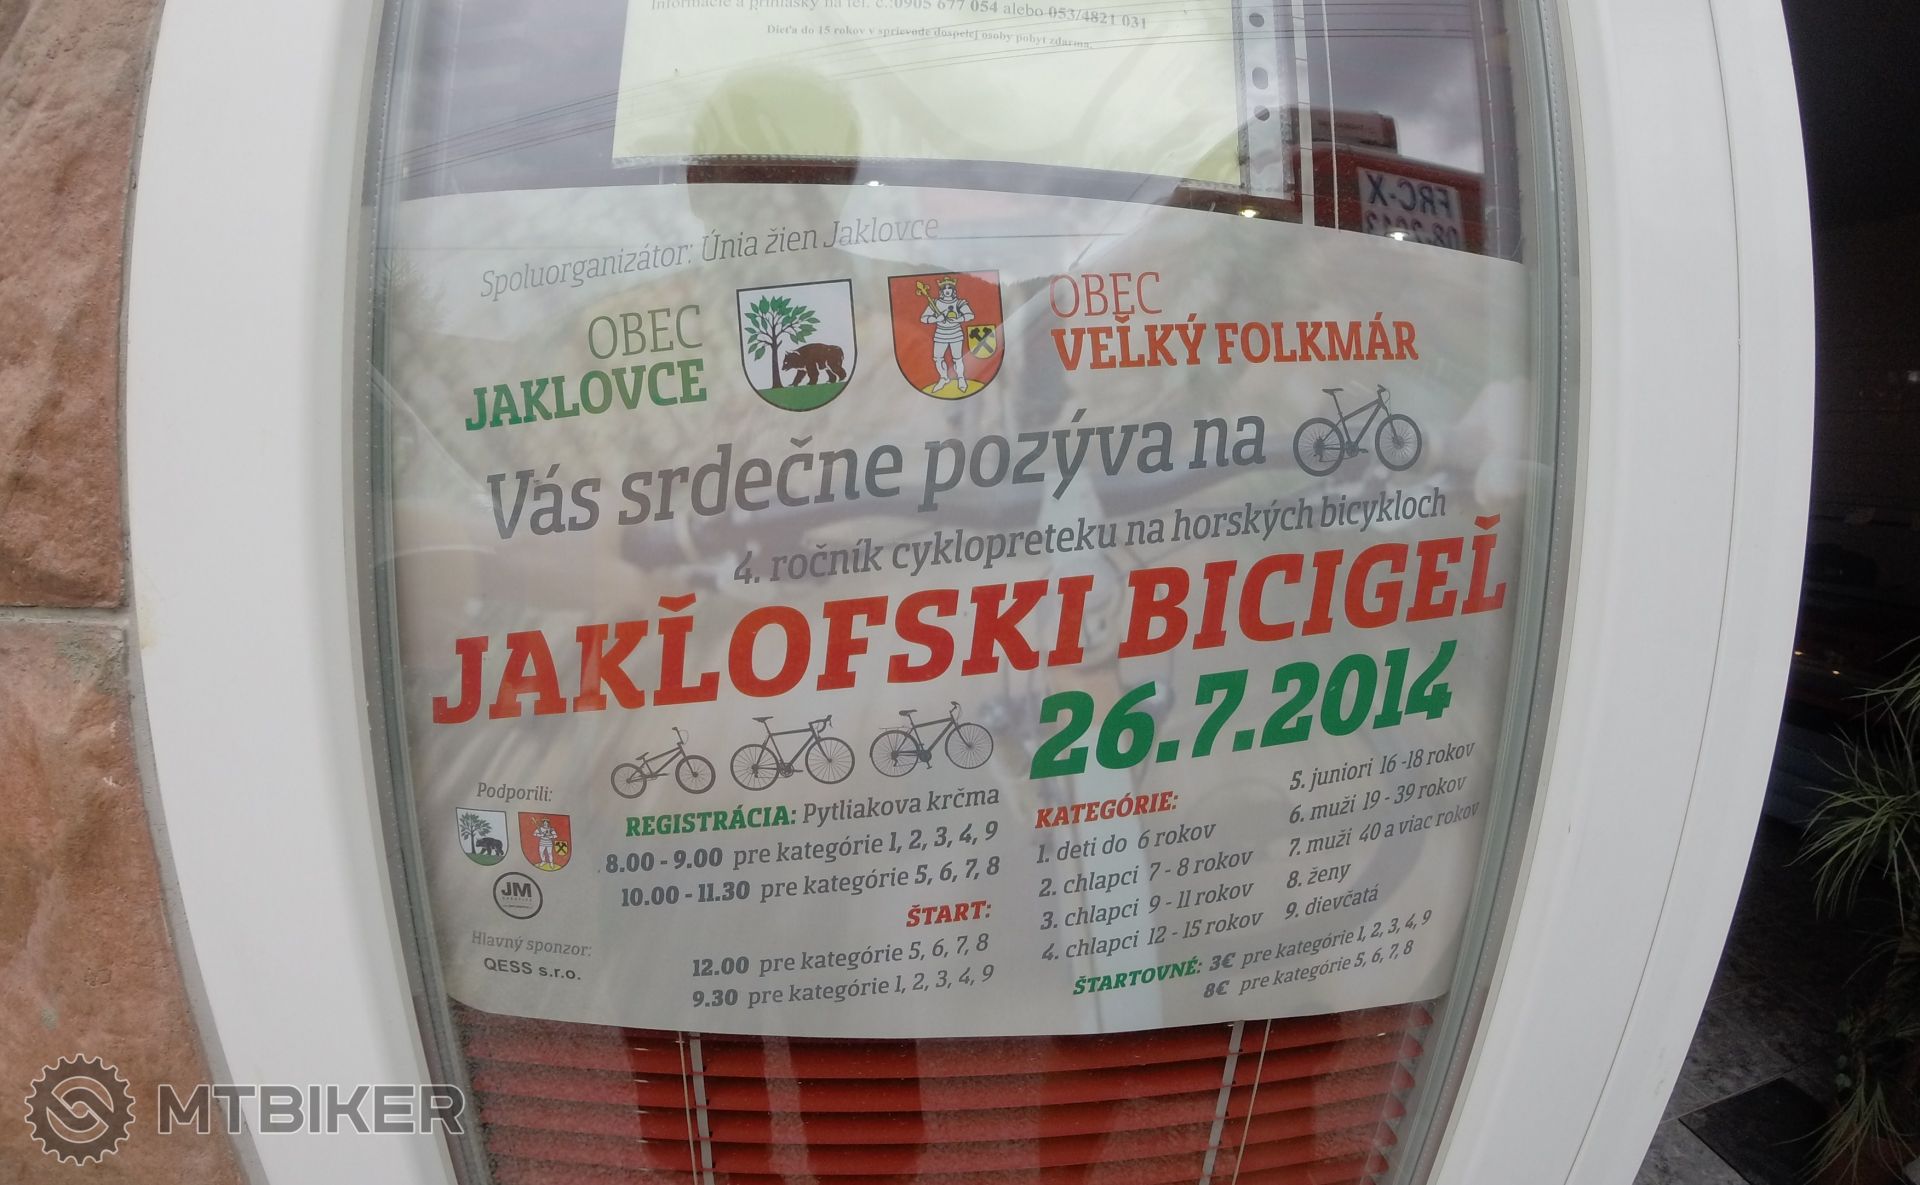 Informácie a prihlášky na tel. č.:0905 677 054 alebo 053/4821 031
Dieťa do 15 rokov v sprievode dospelej osoby pobyt zdarma.
FRC-X
Spoluorganizátor: Únia žien Jaklovce
OBEC
JAKLOVCE
OBEC
VEĽKÝ FOLKMÁR
Vás srdečne pozýva na
4. ročník cyklopreteku na horských bicykloch
JAKĽOFSKI BICIGEĽ
26.7.2014
Podporili:
JM
Hlavný sponzor:
QESS s.r.o.
REGISTRÁCIA: Pytliakova krčma
8.00 - 9.00 pre kategórie 1, 2, 3, 4, 9
10.00 - 11.30 pre kategórie 5, 6, 7, 8
ŠTART:
12.00 pre kategórie 5, 6, 7, 8
9.30 pre kategórie 1, 2, 3, 4, 9
KATEGÓRIE:
1. deti do 6 rokov
2. chlapci 7 - 8 rokov
3. chlapci 9 - 11 rokov
4. chlapci 12 - 15 rokov
5. juniori 16 -18 rokov
6. muži 19 - 39 rokov
7. muži 40 a viac rokov
8. ženy
9. dievčatá
ŠTARTOVNÉ: 3€ pre kategórie 1, 2, 3, 4, 9
8€ pre kategórie 5, 6, 7, 8
MTBIKER